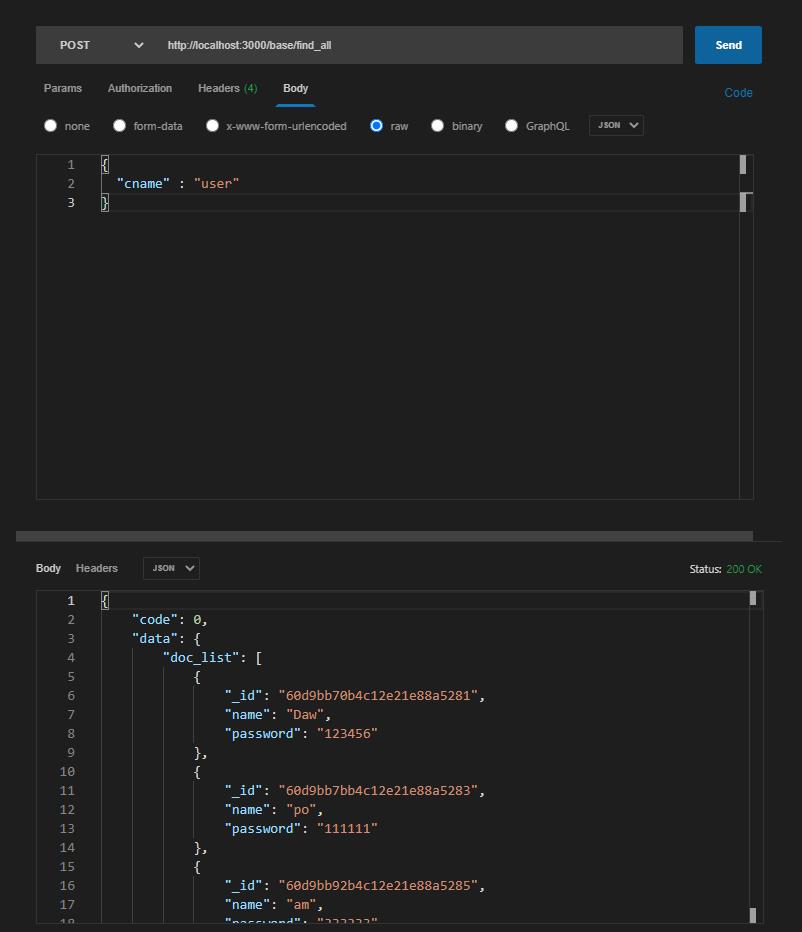 POST http://localhost:3000/base/find_all Send
Params Authorization Headers (4) Body Code
none form-data x-www-form-urlencoded raw binary GraphQL JSON
1 {
2 "cname" : "user"
3 }
Body Headers JSON Status: 200 OK
1 {
2 "code": 0,
3 "data": {
4 "doc_list": [
5 {
6 "_id": "60d9bb70b4c12e21e88a5281",
7 "name": "Daw",
8 "password": "123456"
9 },
10 {
11 "_id": "60d9bb7bb4c12e21e88a5283",
12 "name": "po",
13 "password": "111111"
14 },
15 {
16 "_id": "60d9bb92b4c12e21e88a5285",
17 "name": "am",
18 "password":